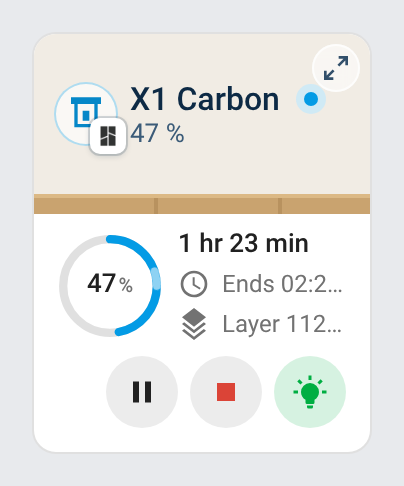 X1 Carbon
47 %
1 hr 23 min
47%
Ends 02:2...
Layer 112...